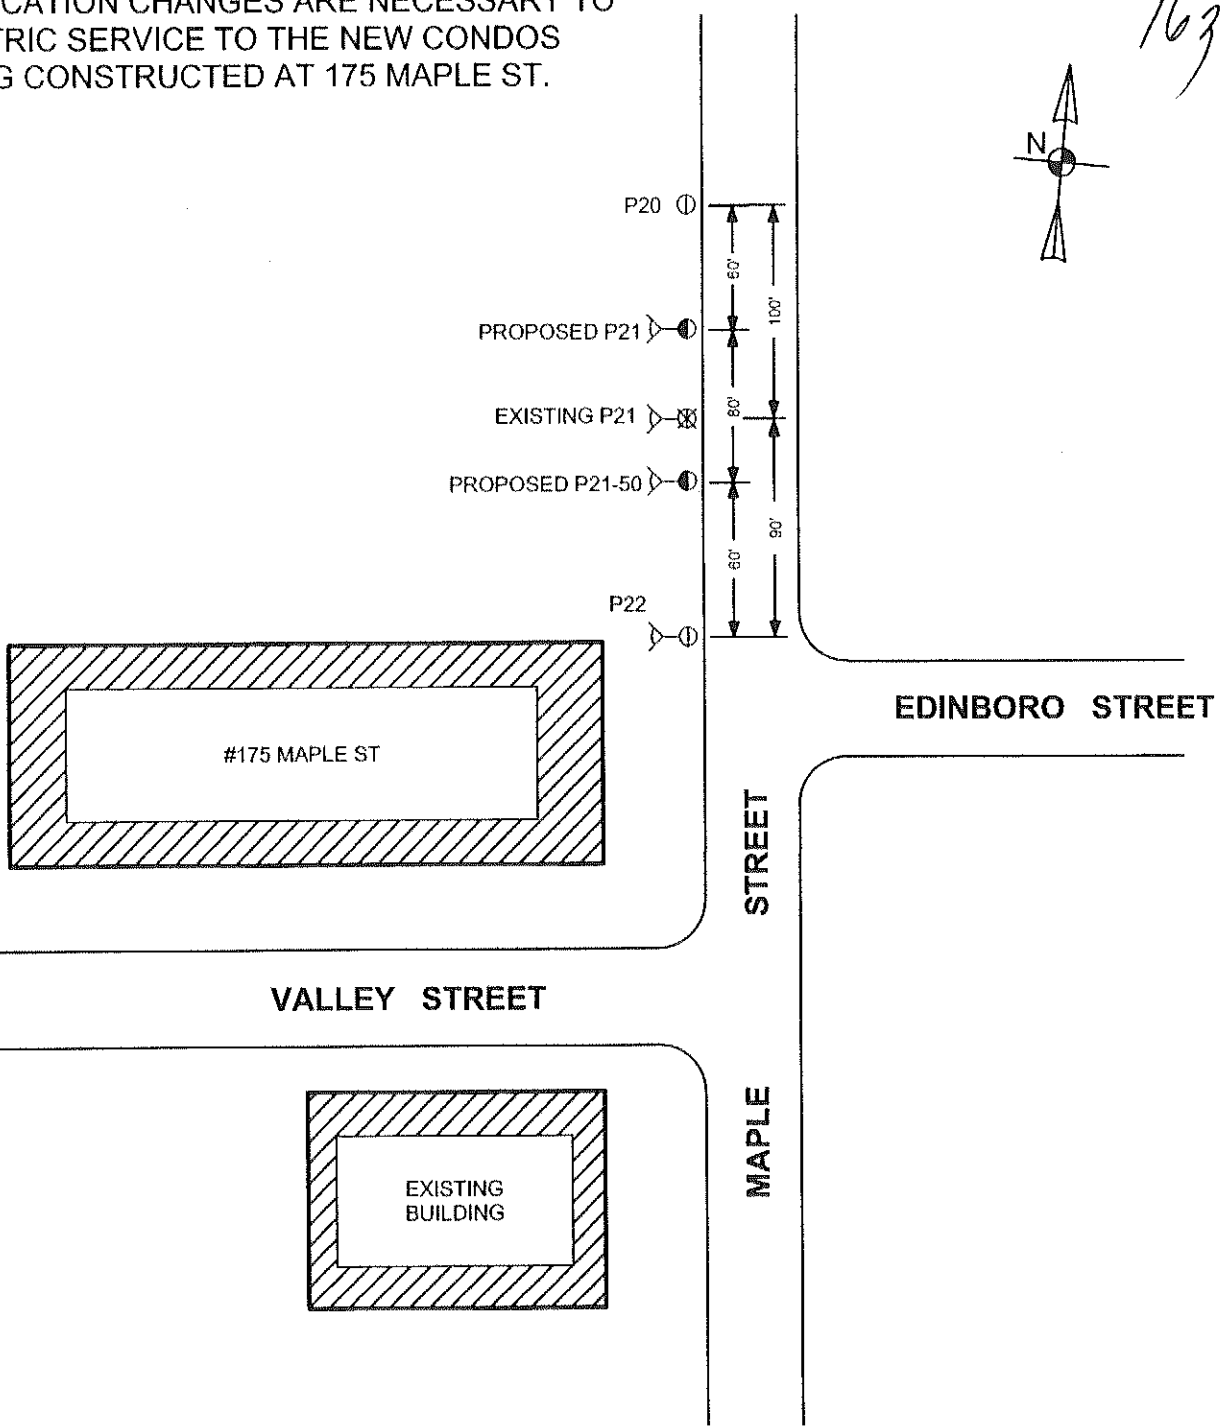 CATION CHANGES ARE NECESSARY TO
TRIC SERVICE TO THE NEW CONDOS
G CONSTRUCTED AT 175 MAPLE ST.
163
N
P20
60'
100'
PROPOSED P21
80'
EXISTING P21
PROPOSED P21-50
90'
60'
P22
EDINBORO STREET
#175 MAPLE ST
MAPLE STREET
VALLEY STREET
EXISTING
BUILDING